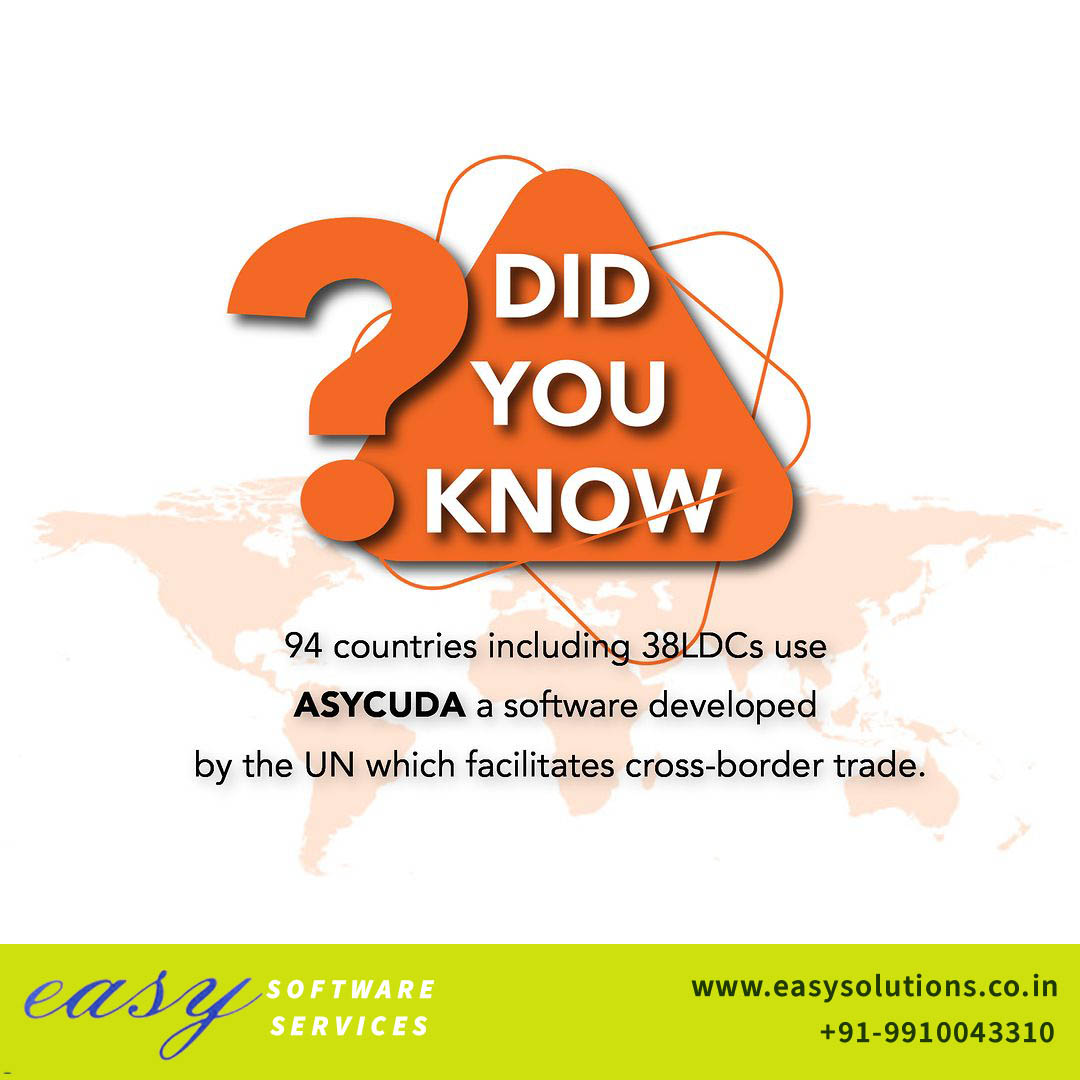 ?
DID
YOU
KNOW
94 countries including 38LDCs use
ASYCUDA a software developed
by the UN which facilitates cross-border trade.
easy SOFTWARE
SERVICES
www.easysolutions.co.in
+91-9910043310